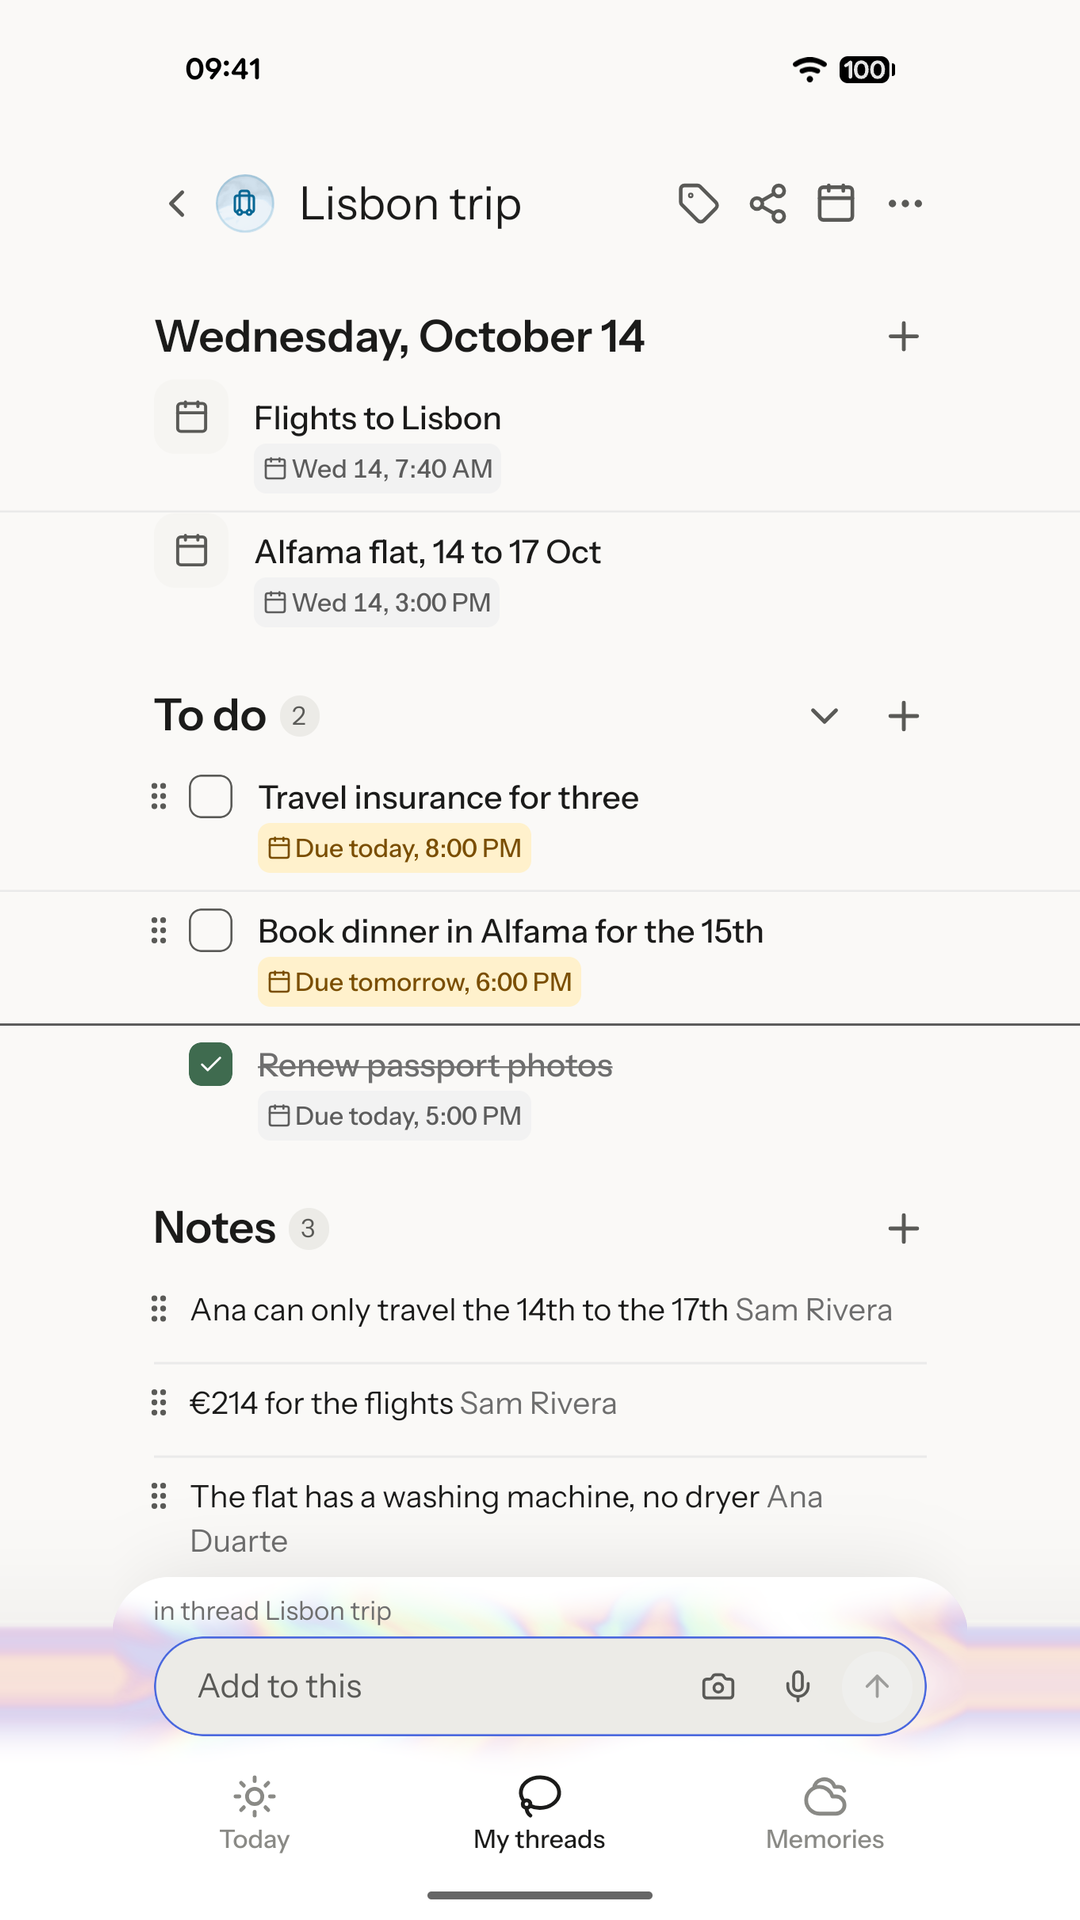 09:41
100
Lisbon trip
Wednesday, October 14
Flights to Lisbon
Wed 14, 7:40 AM
Alfama flat, 14 to 17 Oct
Wed 14, 3:00 PM
To do 2
Travel insurance for three
Due today, 8:00 PM
Book dinner in Alfama for the 15th
Due tomorrow, 6:00 PM
Renew passport photos
Due today, 5:00 PM
Notes 3
Ana can only travel the 14th to the 17th Sam Rivera
€214 for the flights Sam Rivera
The flat has a washing machine, no dryer Ana
Duarte
in thread Lisbon trip
Add to this
Today
My threads
Memories